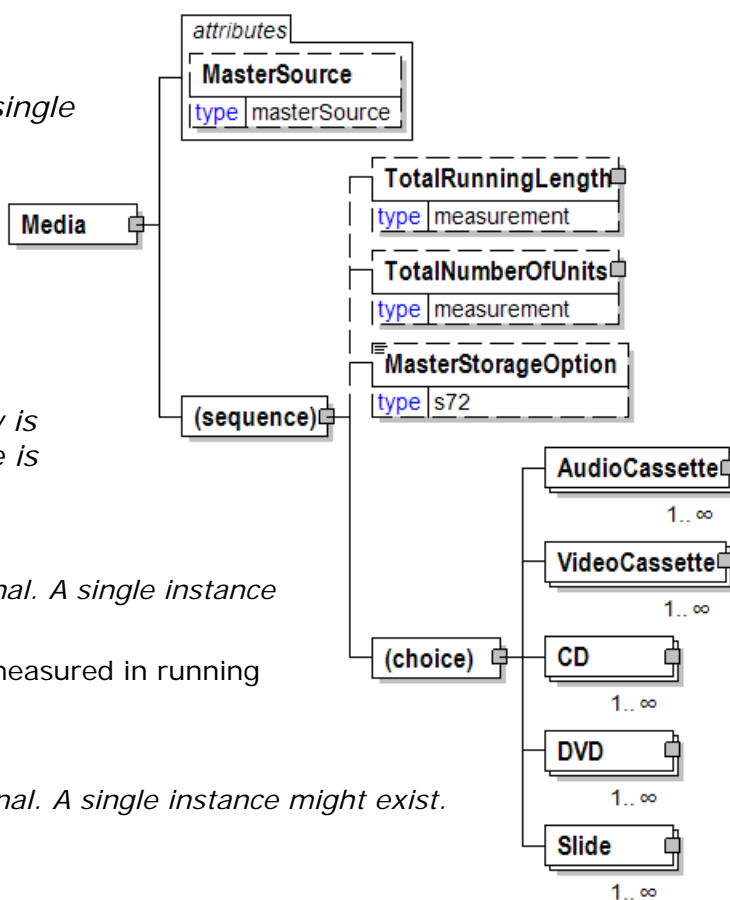 attributes
MasterSource
type masterSource
single
TotalRunningLength
type measurement
Media
TotalNumberOfUnits
type measurement
MasterStorageOption
type s72
(sequence)
is
e is
AudioCassette
1.. ∞
VideoCassette
1.. ∞
nal. A single instance
(choice)
CD
1.. ∞
measured in running
DVD
1.. ∞
nal. A single instance might exist.
Slide
1.. ∞